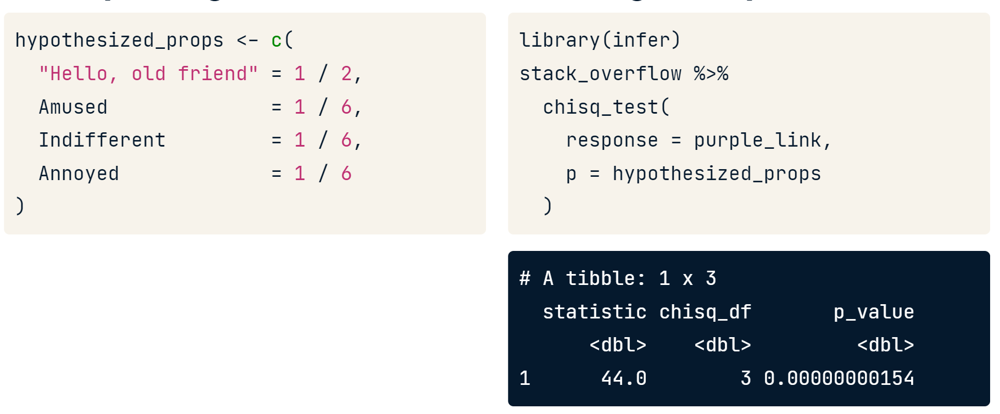 hypothesized_props <- c(
"Hello, old friend" = 1 / 2,
Amused = 1 / 6,
Indifferent = 1 / 6,
Annoyed = 1 / 6
)
library(infer)
stack_overflow %>%
chisq_test(
response = purple_link,
p = hypothesized_props
)
# A tibble: 1 x 3
statistic chisq_df p_value
<dbl> <dbl> <dbl>
1 44.0 3 0.00000000154